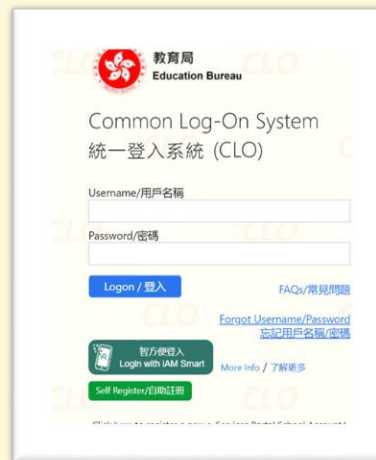 教育局
Education Bureau
Common Log-On System
統一登入系統 (CLO)
Username/用戶名稱
Password/密碼
Logon / 登入
FAQs/常見問題
Forgot Username/Password
忘記用戶名稱/密碼
智方便登入
Login with iAM Smart
More Info / 了解更多
Self Register/自助註冊